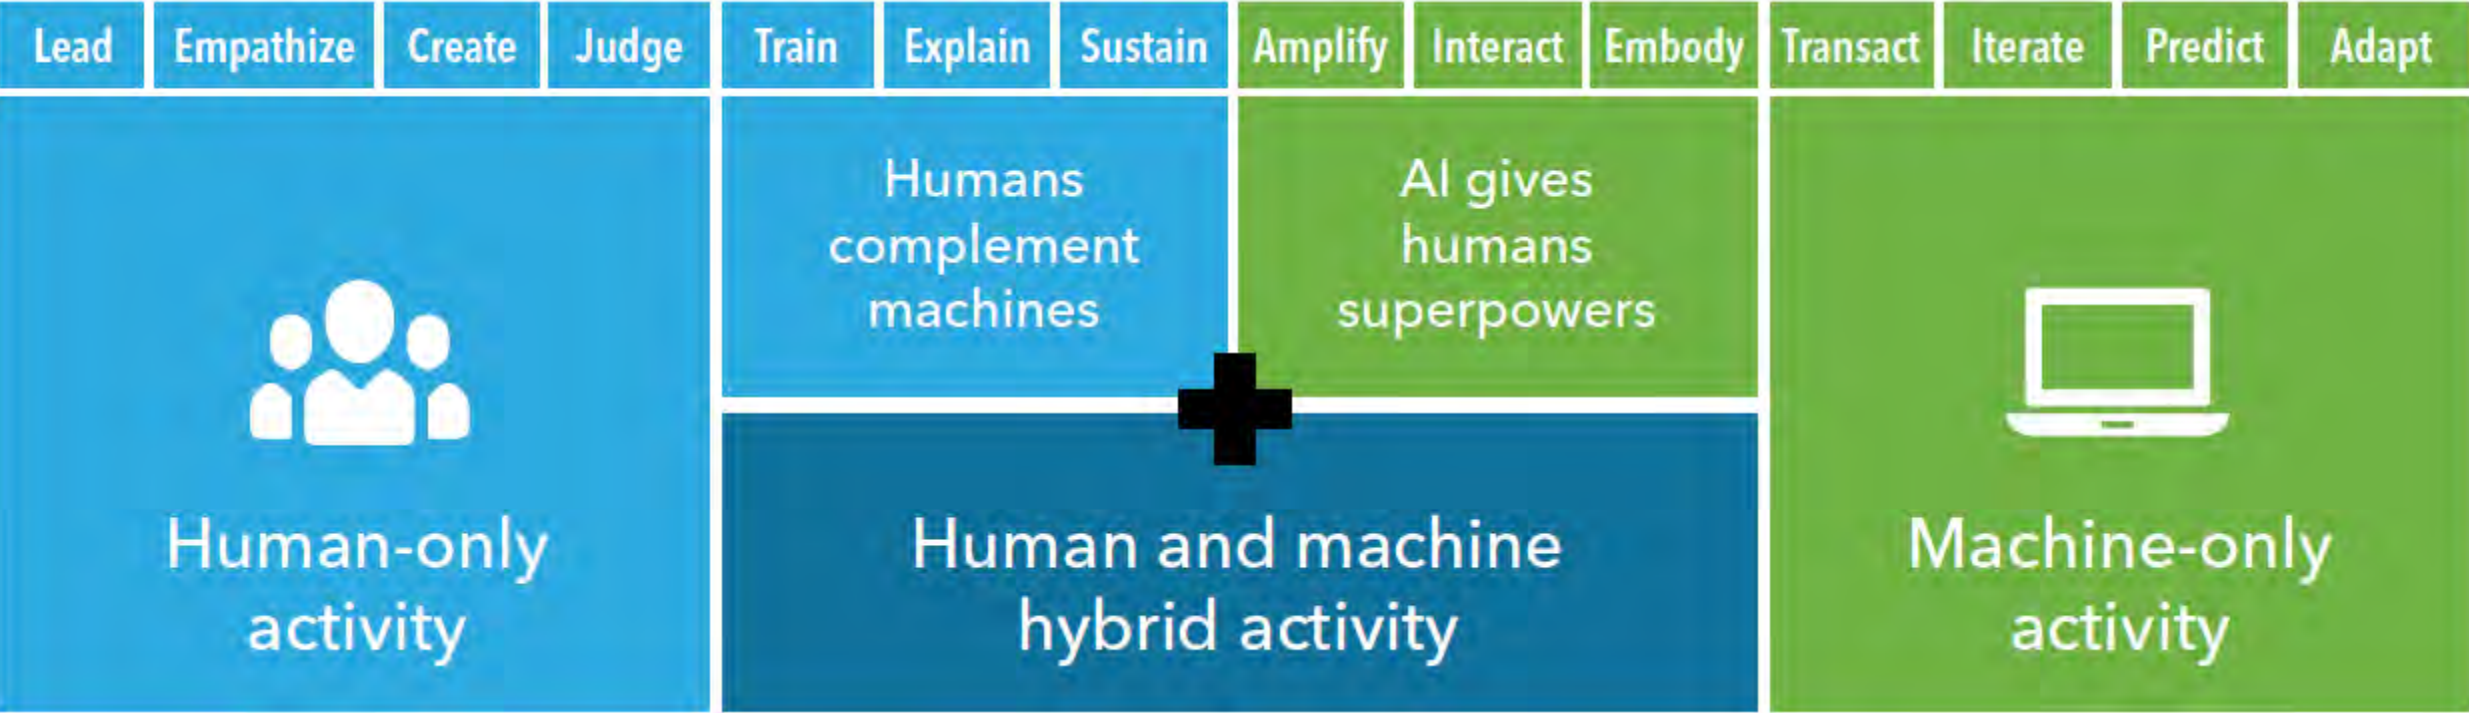 Lead Empathize Create Judge Train Explain Sustain Amplify Interact Embody Transact Iterate Predict Adapt
Humans
complement
machines
AI gives
humans
superpowers
Human-only
activity
Human and machine
hybrid activity
Machine-only
activity